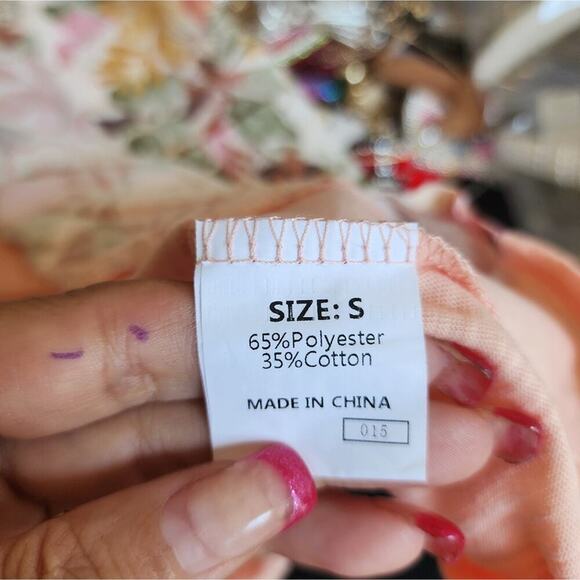 SIZE: S
65%Polyester
35%Cotton
MADE IN CHINA
015